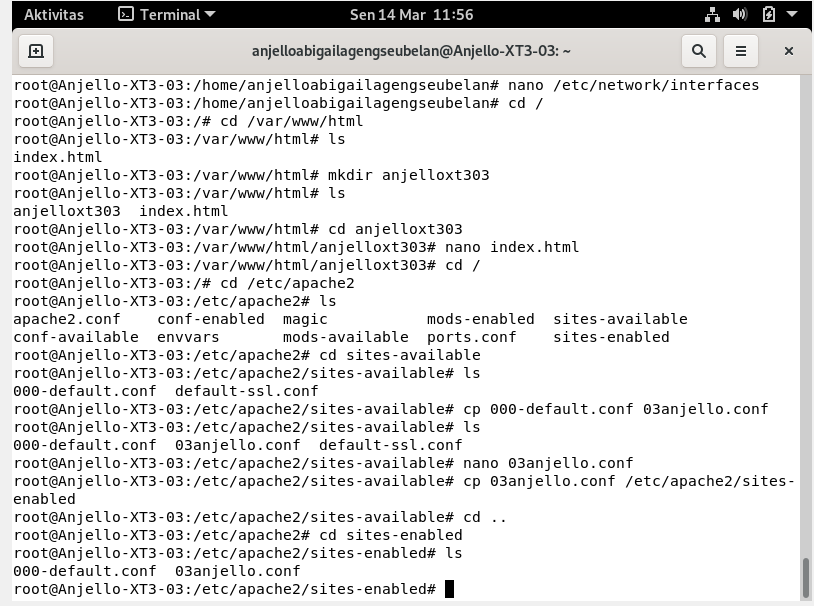 Aktivitas Terminal Sen 14 Mar 11:56
anjelloabigailagengseubelan@Anjello-XT3-03: ~
root@Anjello-XT3-03:/home/anjelloabigailagengseubelan# nano /etc/network/interfaces
root@Anjello-XT3-03:/home/anjelloabigailagengseubelan# cd /
root@Anjello-XT3-03:/# cd /var/www/html
root@Anjello-XT3-03:/var/www/html# ls
index.html
root@Anjello-XT3-03:/var/www/html# mkdir anjelloxt303
root@Anjello-XT3-03:/var/www/html# ls
anjelloxt303  index.html
root@Anjello-XT3-03:/var/www/html# cd anjelloxt303
root@Anjello-XT3-03:/var/www/html/anjelloxt303# nano index.html
root@Anjello-XT3-03:/var/www/html/anjelloxt303# cd /
root@Anjello-XT3-03:/# cd /etc/apache2
root@Anjello-XT3-03:/etc/apache2# ls
apache2.conf    conf-enabled  magic           mods-enabled  sites-available
conf-available  envvars       mods-available  ports.conf    sites-enabled
root@Anjello-XT3-03:/etc/apache2# cd sites-available
root@Anjello-XT3-03:/etc/apache2/sites-available# ls
000-default.conf  default-ssl.conf
root@Anjello-XT3-03:/etc/apache2/sites-available# cp 000-default.conf 03anjello.conf
root@Anjello-XT3-03:/etc/apache2/sites-available# ls
000-default.conf  03anjello.conf  default-ssl.conf
root@Anjello-XT3-03:/etc/apache2/sites-available# nano 03anjello.conf
root@Anjello-XT3-03:/etc/apache2/sites-available# cp 03anjello.conf /etc/apache2/sites-
enabled
root@Anjello-XT3-03:/etc/apache2/sites-available# cd ..
root@Anjello-XT3-03:/etc/apache2# cd sites-enabled
root@Anjello-XT3-03:/etc/apache2/sites-enabled# ls
000-default.conf  03anjello.conf
root@Anjello-XT3-03:/etc/apache2/sites-enabled#